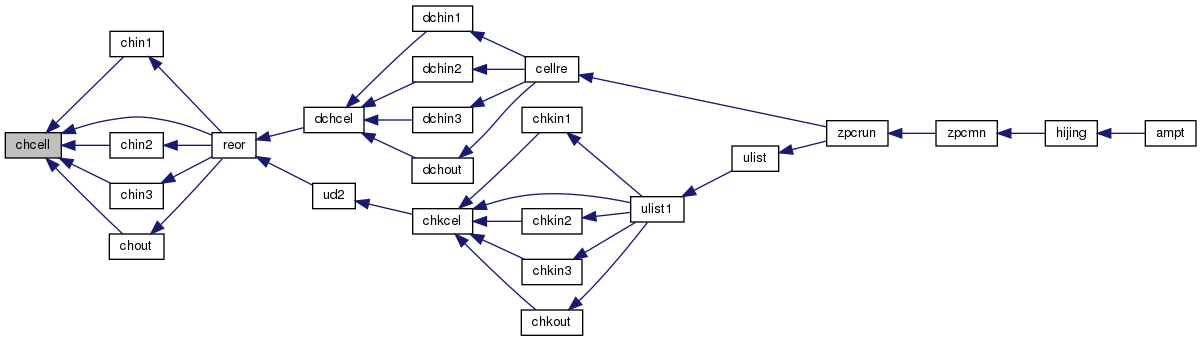 dchin1
chin1
dchin2
cellre
dchcel
dchin3
chkin1
chcell
chin2
reor
zpcrun
zpcmn
hijing
ampt
dchout
ulist
chin3
ud2
chkcel
chkin2
ulist1
chout
chkin3
chkout